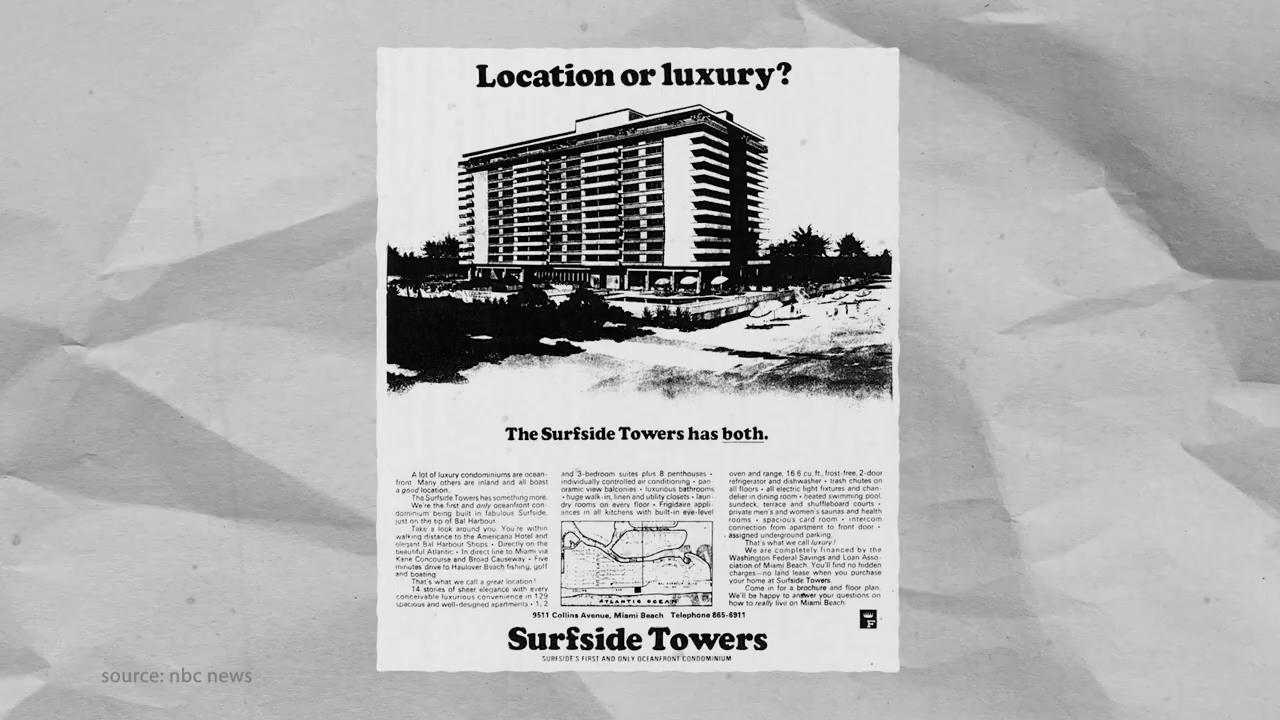 Location or luxury?
The Surfside Towers has both.
A lot of luxury condominiums are ocean-
front. Many others are inland and all boast
a good location.
The Surfside Towers has something more.
We're the first and only oceanfront con-
dominium being built in fabulous Surfside,
just on the tip of Bal Harbour.
Take a look around you. You're within
walking distance to the Americana Hotel and
elegant Bal Harbour Shops • Directly on the
beautiful Atlantic • In direct line to Miami via
Kane Concourse and Broad Causeway • Five
minutes drive to Haulover Beach fishing, golf
and boating.
That's what we call a great location!
14 stories of sheer elegance with every
conceivable luxurious convenience in 129
spacious and well-designed apartments • 1, 2
and 3-bedroom suites plus 8 penthouses •
individually controlled air conditioning • pan-
oramic view balconies • luxurious bathrooms
• huge walk-in, linen and utility closets • laun-
dry rooms on every floor • Frigidaire appli-
ances in all kitchens with built-in eye-level
ATLANTIC OCEAN
oven and range, 16.6 cu. ft., frost-free, 2-door
refrigerator and dishwasher • trash chutes on
all floors • all electric light fixtures and chan-
delier in dining room • heated swimming pool,
sundeck, terrace and shuffleboard courts •
private men's and women's saunas and health
rooms • spacious card room • intercom
connection from apartment to front door •
assigned underground parking.
That's what we call luxury!
We are completely financed by the
Washington Federal Savings and Loan Asso-
ciation of Miami Beach. You'll find no hidden
charges—no land lease when you purchase
your home at Surfside Towers.
Come in for a brochure and floor plan.
We'll be happy to answer your questions on
how to really live on Miami Beach.
9511 Collins Avenue, Miami Beach Telephone 865-6911
F
Surfside Towers
SURFSIDE'S FIRST AND ONLY OCEANFRONT CONDOMINIUM
source: nbc news